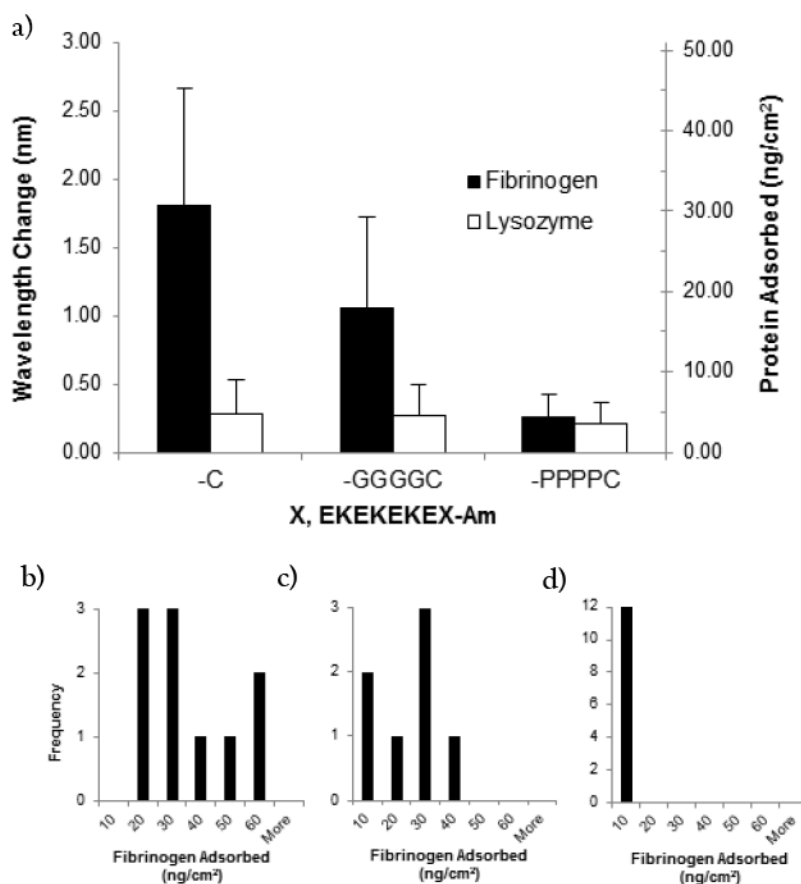 a)
Wavelength Change (nm)
3.00
2.50
2.00
1.50
1.00
0.50
0.00
Fibrinogen
Lysozyme
50.00
40.00
30.00
20.00
10.00
0.00
Protein Adsorbed (ng/cm²)
-C -GGGGC -PPPPC
X, EKEKEKEX-Am
b)
Frequency
3
2
1
0
10 20 30 40 50 60 More
Fibrinogen Adsorbed
(ng/cm²)
c)
3
2
1
0
10 20 30 40 50 60 More
Fibrinogen Adsorbed
(ng/cm²)
d)
12
10
8
6
4
2
0
10 20 30 40 50 60 More
Fibrinogen Adsorbed
(ng/cm²)